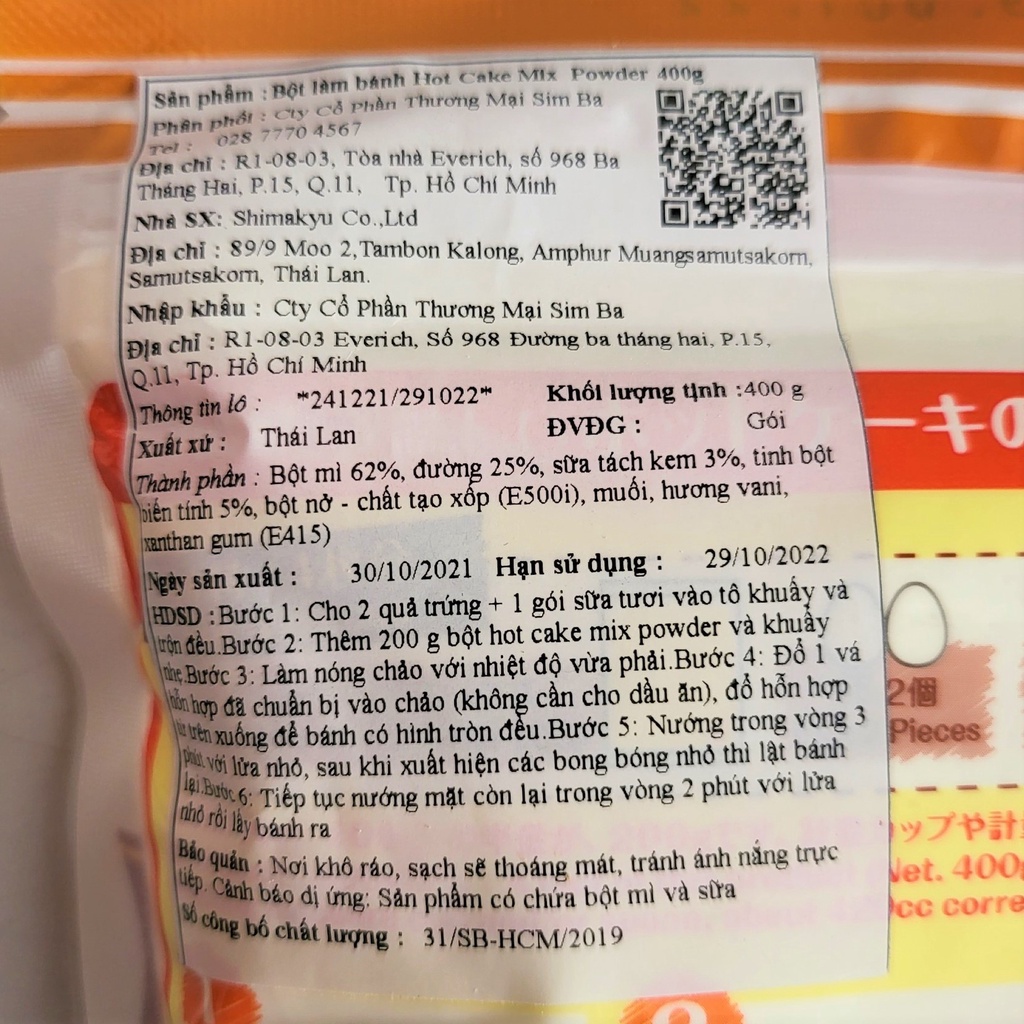 Sản phẩm : Bột làm bánh Hot Cake Mix Powder 400g
Phân phối : Cty Cổ Phần Thương Mại Sim Ba
Tel : 028 7770 4567
Địa chỉ : R1-08-03, Tòa nhà Everich, số 968 Ba
Tháng Hai, P.15, Q.11, Tp. Hồ Chí Minh
Nhà SX: Shimakyu Co.,Ltd
Địa chỉ : 89/9 Moo 2,Tambon Kalong, Amphur Muangsamutsakorn,
Samutsakorn, Thái Lan.
Nhập khẩu : Cty Cổ Phần Thương Mại Sim Ba
Địa chỉ : R1-08-03 Everich, Số 968 Đường ba tháng hai, P.15,
Q.11, Tp. Hồ Chí Minh
Thông tin lô : *241221/291022* Khối lượng tịnh :400 g
Xuất xứ : Thái Lan ĐVĐG : Gói
Thành phần : Bột mì 62%, đường 25%, sữa tách kem 3%, tinh bột
biến tính 5%, bột nở - chất tạo xốp (E500i), muối, hương vani,
xanthan gum (E415)
Ngày sản xuất : 30/10/2021 Hạn sử dụng : 29/10/2022
HDSD : Bước 1: Cho 2 quả trứng + 1 gói sữa tươi vào tô khuấy và
trộn đều.Bước 2: Thêm 200 g bột hot cake mix powder và khuấy
nhẹ.Bước 3: Làm nóng chảo với nhiệt độ vừa phải.Bước 4: Đổ 1 vá
hỗn hợp đã chuẩn bị vào chảo (không cần cho dầu ăn), đổ hỗn hợp
từ trên xuống để bánh có hình tròn đều.Bước 5: Nướng trong vòng 3
phút với lửa nhỏ, sau khi xuất hiện các bong bóng nhỏ thì lật bánh
lại.Bước 6: Tiếp tục nướng mặt còn lại trong vòng 2 phút với lửa
nhỏ rồi lấy bánh ra
Bảo quản : Nơi khô ráo, sạch sẽ thoáng mát, tránh ánh nắng trực
tiếp. Cảnh báo dị ứng: Sản phẩm có chứa bột mì và sữa
Số công bố chất lượng : 31/SB-HCM/2019
ーキの
2個
Pieces
ップや計
Net. 400
cc corre